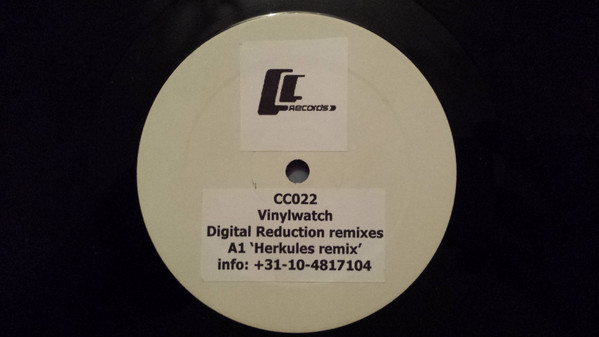 CC RECORDS
CC022
Vinylwatch
Digital Reduction remixes
A1 ‘Herkules remix’
info: +31-10-4817104